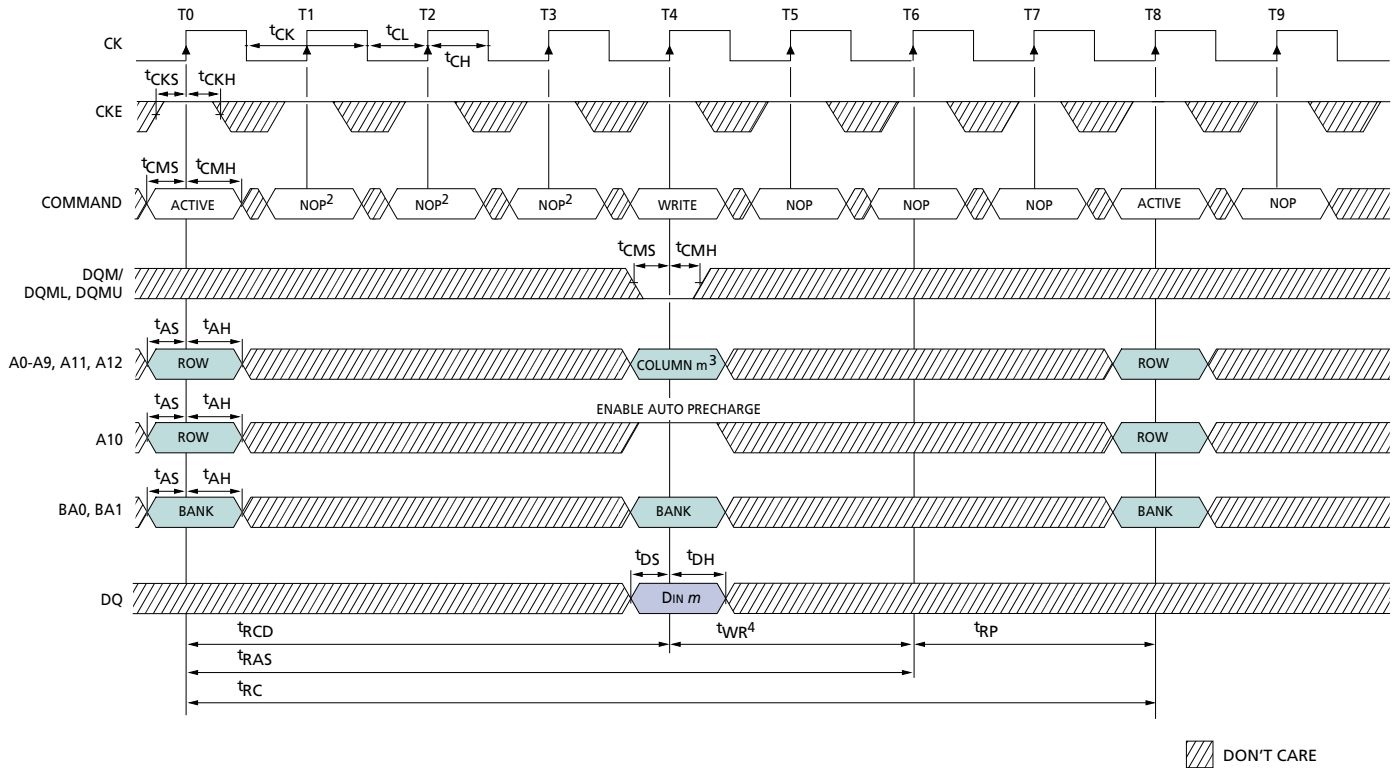 T0 T1 T2 T3 T4 T5 T6 T7 T8 T9
CK
tCK tCL
tCH
tCKS tCKH
CKE
tCMS tCMH
COMMAND ACTIVE NOP2 NOP2 NOP2 WRITE NOP NOP NOP ACTIVE NOP
tCMS tCMH
DQM/
DQML, DQMU
tAS tAH
A0-A9, A11, A12 ROW COLUMN m3 ROW
tAS tAH ENABLE AUTO PRECHARGE
A10 ROW ROW
tAS tAH
BA0, BA1 BANK BANK BANK
tDS tDH
DQ DIN m
tRCD tWR4 tRP
tRAS
tRC
DON'T CARE